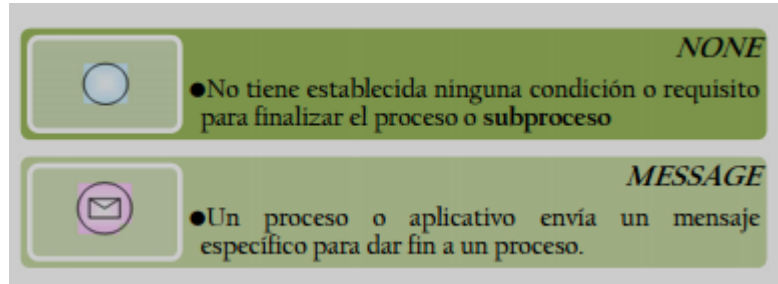 NONE
●No tiene establecida ninguna condición o requisito
para finalizar el proceso o subproceso
MESSAGE
●Un proceso o aplicativo envía un mensaje
específico para dar fin a un proceso.